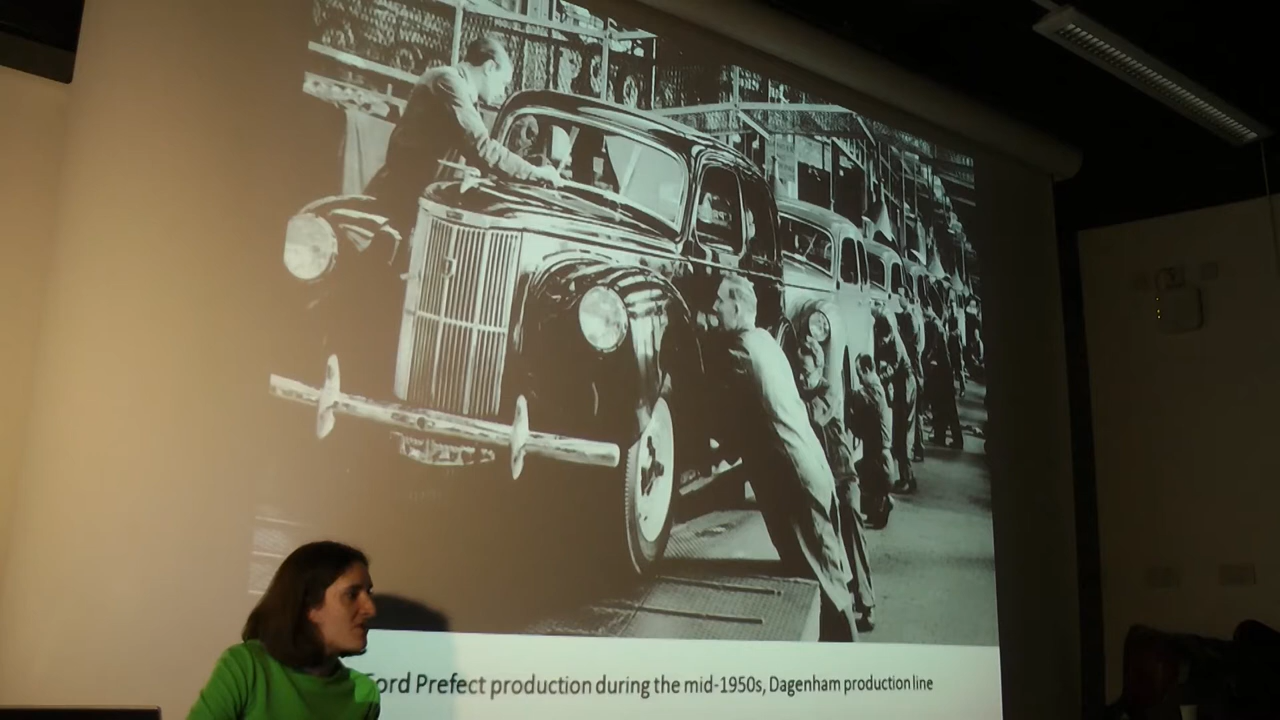 ord Prefect production during the mid-1950s, Dagenham production line